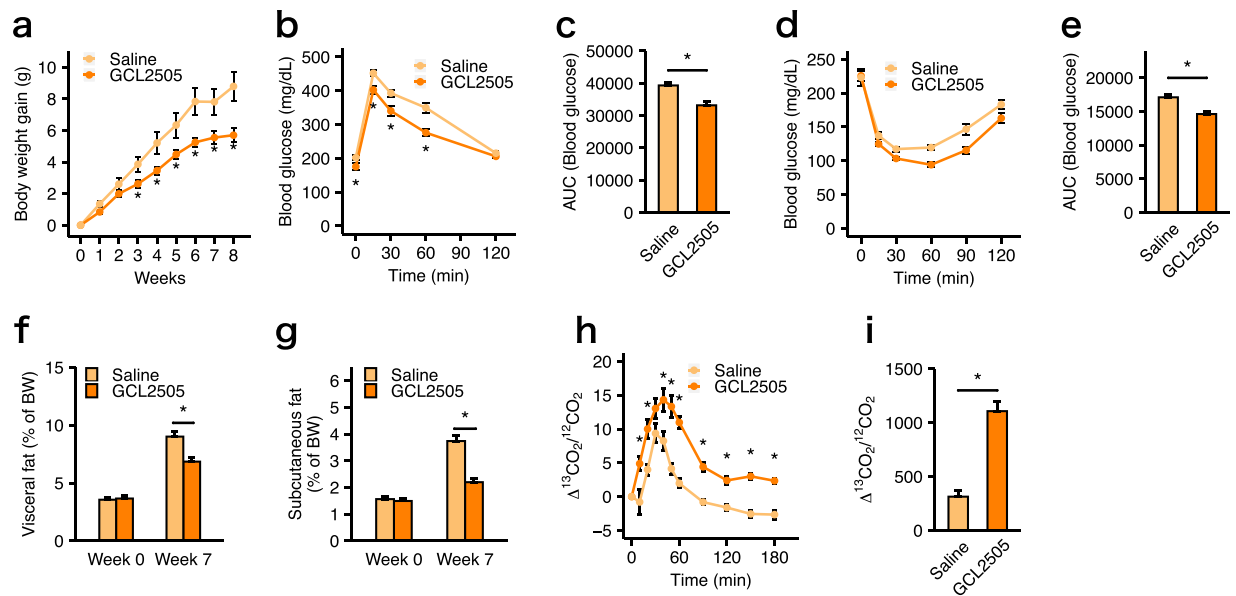 a
Body weight gain (g)
10
8
6
4
2
0
Saline
GCL2505
*
*
*
*
*
*
0 1 2 3 4 5 6 7 8
Weeks
b
Blood glucose (mg/dL)
500
400
300
200
100
0
Saline
GCL2505
*
*
*
*
0 30 60 90 120
Time (min)
c
AUC (Blood glucose)
50000
40000
30000
20000
10000
0
*
Saline
GCL2505
d
Blood glucose (mg/dL)
250
200
150
100
50
0
Saline
GCL2505
0 30 60 90 120
Time (min)
e
AUC (Blood glucose)
20000
15000
10000
5000
0
*
Saline
GCL2505
f
Visceral fat (% of BW)
15
10
5
0
Saline
GCL2505
*
Week 0 Week 7
g
Subcutaneous fat
(% of BW)
6
5
4
3
2
1
0
Saline
GCL2505
*
Week 0 Week 7
h
Δ¹³CO₂/¹²CO₂
20
15
10
5
0
−5
Saline
GCL2505
*
*
*
*
*
*
*
*
*
0 60 120 180
Time (min)
i
Δ¹³CO₂/¹²CO₂
1500
1000
500
0
*
Saline
GCL2505